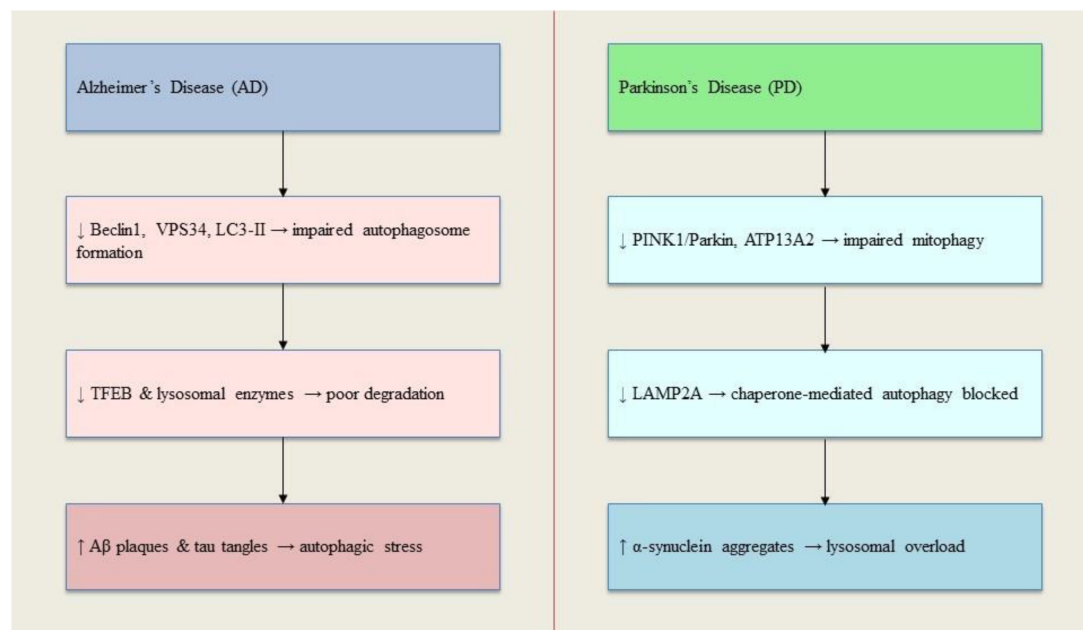 Alzheimer’s Disease (AD)
↓ Beclin1, VPS34, LC3-II → impaired autophagosome
formation
↓ TFEB & lysosomal enzymes → poor degradation
↑ Aβ plaques & tau tangles → autophagic stress
Parkinson’s Disease (PD)
↓ PINK1/Parkin, ATP13A2 → impaired mitophagy
↓ LAMP2A → chaperone-mediated autophagy blocked
↑ α-synuclein aggregates → lysosomal overload